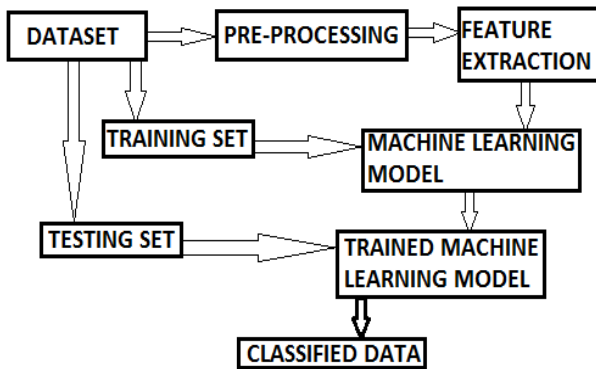 DATASET
PRE-PROCESSING
FEATURE
EXTRACTION
TRAINING SET
MACHINE LEARNING
MODEL
TESTING SET
TRAINED MACHINE
LEARNING MODEL
CLASSIFIED DATA